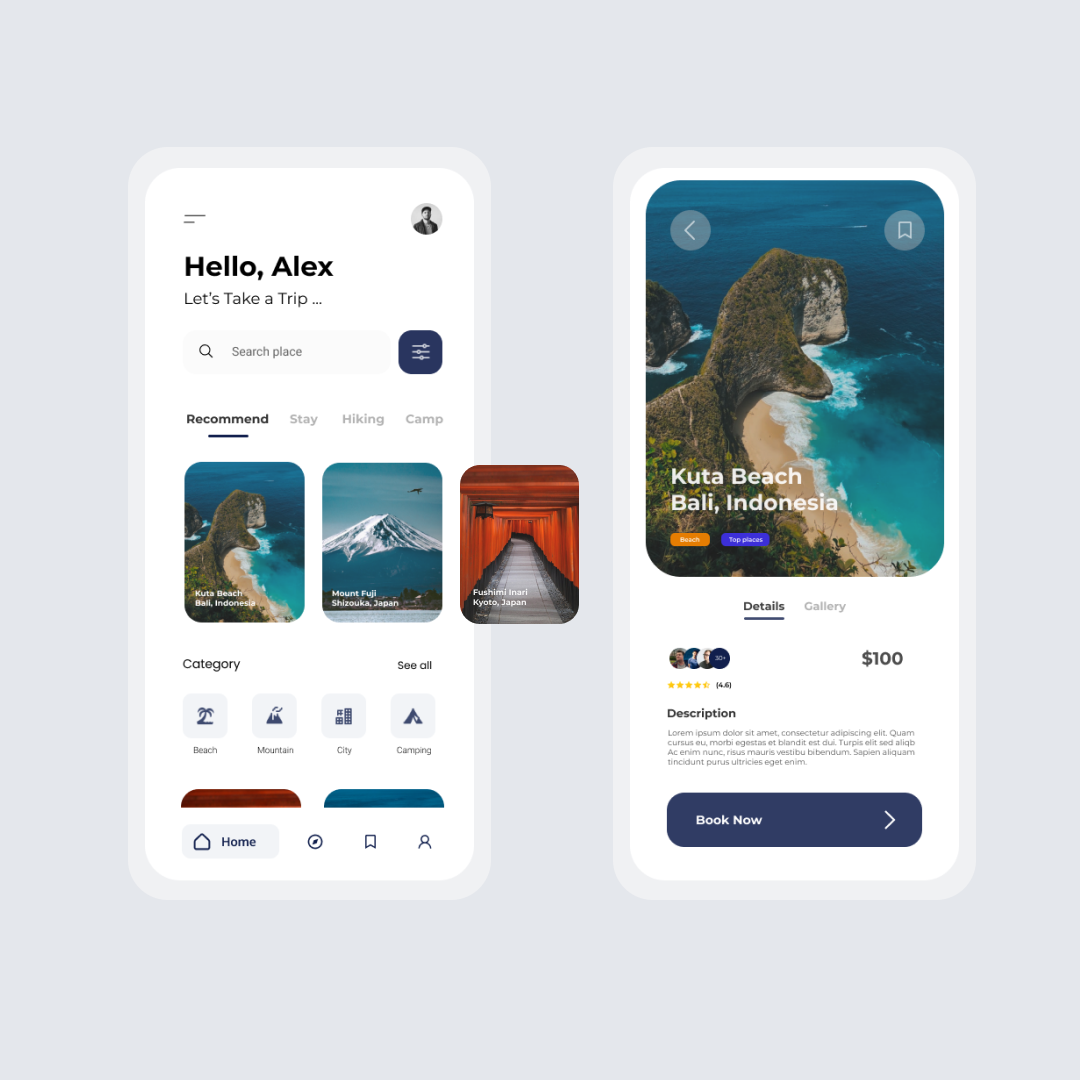 Hello, Alex
Let's Take a Trip ...
Search place
Recommend Stay Hiking Camp
Kuta Beach
Bali, Indonesia
Mount Fuji
Shizouka, Japan
Fushimi Inari
Kyoto, Japan
Category See all
Beach Mountain City Camping
Home
Kuta Beach
Bali, Indonesia
Beach Top places
Details Gallery
30+ $100
(4.6)
Description
Lorem ipsum dolor sit amet, consectetur adipiscing elit. Quam
cursus eu, morbi egestas et blandit est dui. Turpis elit sed aliqb
Ac enim nunc, risus mauris vestibu bibendum. Sapien aliquam
tincidunt purus ultricies eget enim.
Book Now